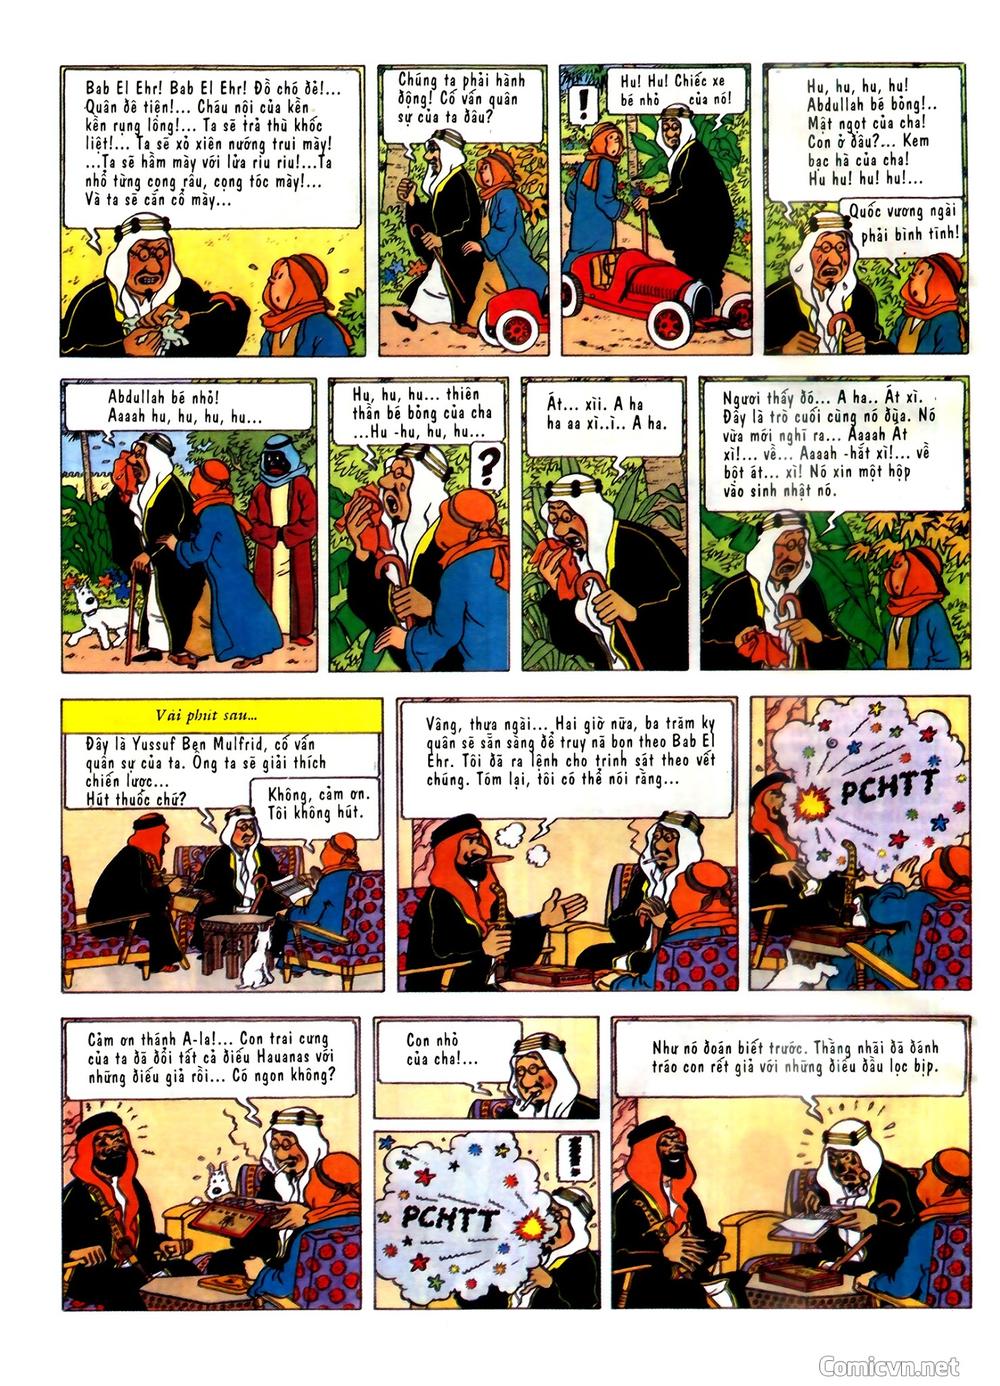 Bab El Ehr! Bab El Ehr! Đồ chó đẻ!...
Quân đê tiện!... Cháu nội của kền
kền rụng lông!... Ta sẽ trả thù khốc
liệt!... Ta sẽ xỏ xiên nướng trui mày!
...Ta sẽ hầm mày với lửa riu riu!...Ta
nhổ từng cọng râu, cọng tóc mày!...
Và ta sẽ cắn cổ mày...
Chúng ta phải hành
động! Cố vấn quân
sự của ta đâu?
!
Hu! Hu! Chiếc xe
bé nhỏ của nó!
Hu, hu, hu, hu!
Abdullah bé bỏng!..
Mật ngọt của cha!
Con ở đâu?... Kem
bạc hà của cha!
Hu hu! hu! hu!...
Quốc vương ngài
phải bình tĩnh!
Abdullah bé nhỏ!
Aaaah hu, hu, hu, hu...
Hu, hu, hu... thiên
thần bé bỏng của cha
...Hu -hu, hu, hu...
?
Át... xìi. A ha
ha aa xì..ì.. A ha.
Ngươi thấy đó... A ha.. Át xì.
Đây là trò cuối cùng nó đùa. Nó
vừa mới nghĩ ra... Aaaah Át
xì!... về... Aaaah -hắt xì!... về
bột át... xì! Nó xin một hộp
vào sinh nhật nó.
Vài phút sau...
Đây là Yussuf Ben Mulfrid, cố vấn
quân sự của ta. Ông ta sẽ giải thích
chiến lược...
Hút thuốc chứ?
Không, cảm ơn.
Tôi không hút.
Vâng, thưa ngài... Hai giờ nữa, ba trăm kỵ
quân sẽ sẵn sàng để truy nã bọn theo Bab El
Ehr. Tôi đã ra lệnh cho trinh sát theo vết
chúng. Tóm lại, tôi có thể nói rằng...
PCHTT
Cảm ơn thánh A-la!... Con trai cưng
của ta đã đổi tất cả điếu Hauanas với
những điếu giả rồi... Có ngon không?
Con nhỏ
của cha!...
PCHTT
Như nó đoán biết trước. Thằng nhãi đã đánh
tráo con rết giả với những điếu đầu lọc bịp.
Comicvn.net